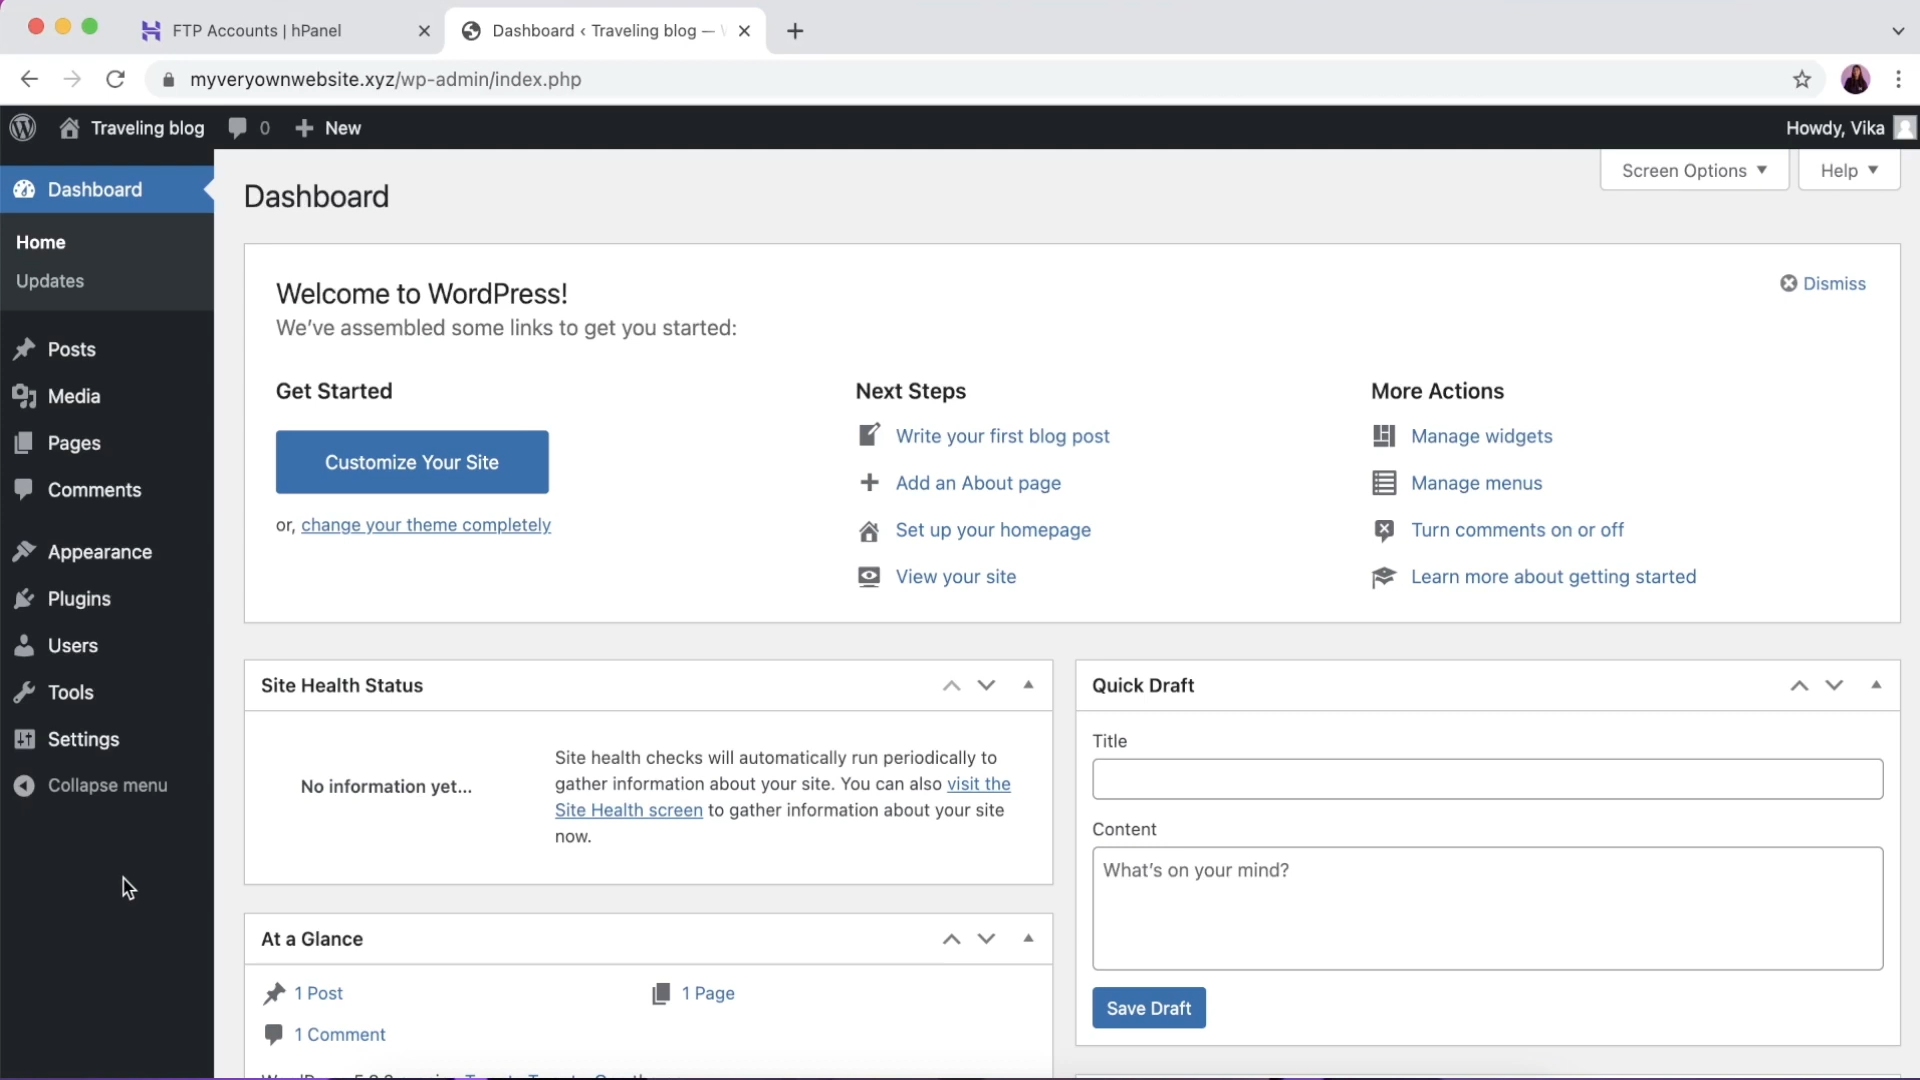 FTP Accounts | hPanel
Dashboard ‹ Traveling blog —
myveryownwebsite.xyz/wp-admin/index.php
Traveling blog 0 New
Howdy, Vika
Dashboard
Home
Updates
Posts
Media
Pages
Comments
Appearance
Plugins
Users
Tools
Settings
Collapse menu
Screen Options
Help
Dashboard
Welcome to WordPress!
We've assembled some links to get you started:
Dismiss
Get Started
Customize Your Site
or, change your theme completely
Next Steps
Write your first blog post
Add an About page
Set up your homepage
View your site
More Actions
Manage widgets
Manage menus
Turn comments on or off
Learn more about getting started
Site Health Status
No information yet...
Site health checks will automatically run periodically to
gather information about your site. You can also visit the
Site Health screen to gather information about your site
now.
At a Glance
1 Post
1 Page
1 Comment
Quick Draft
Title
Content
What's on your mind?
Save Draft